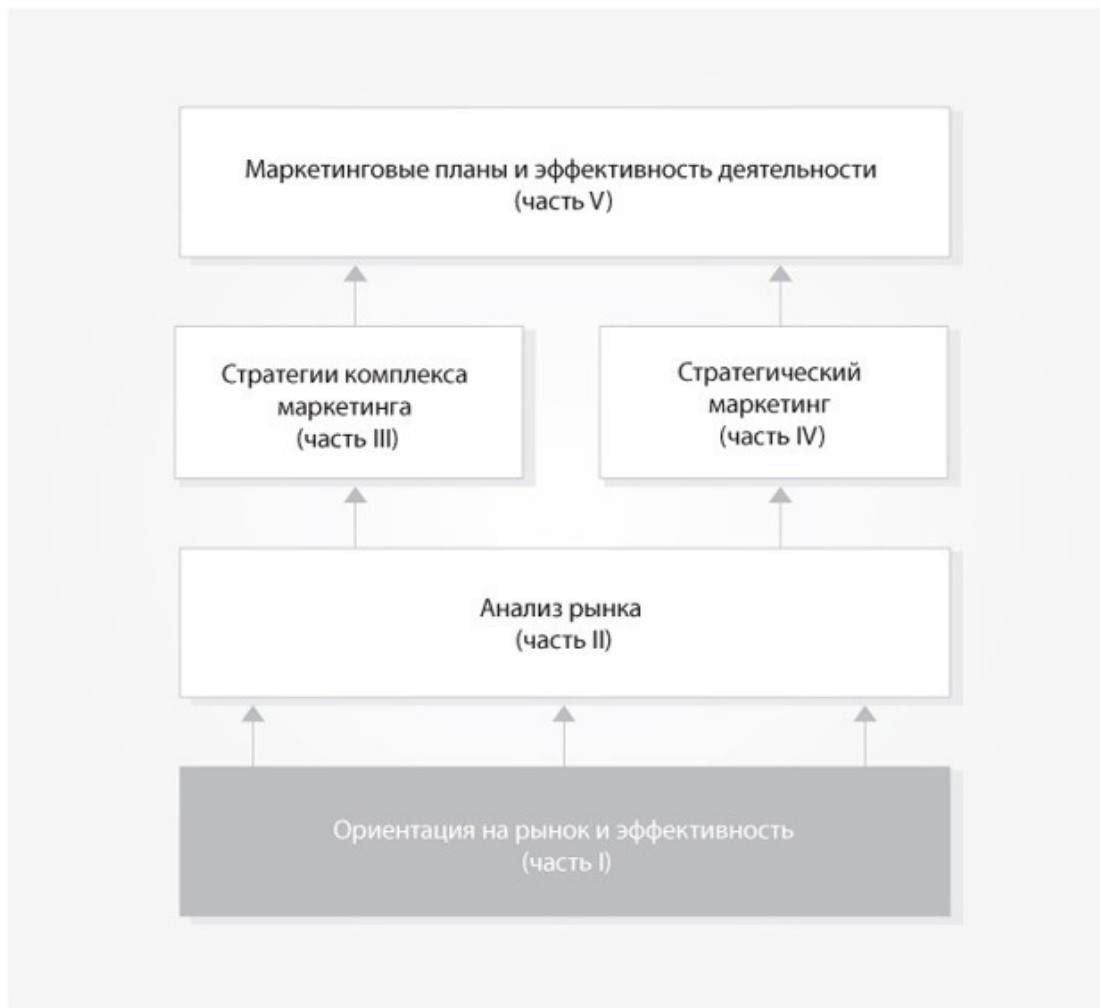 Маркетинговые планы и эффективность деятельности
(часть V)
Стратегии комплекса
маркетинга
(часть III)
Стратегический
маркетинг
(часть IV)
Анализ рынка
(часть II)
Ориентация на рынок и эффективность
(часть I)